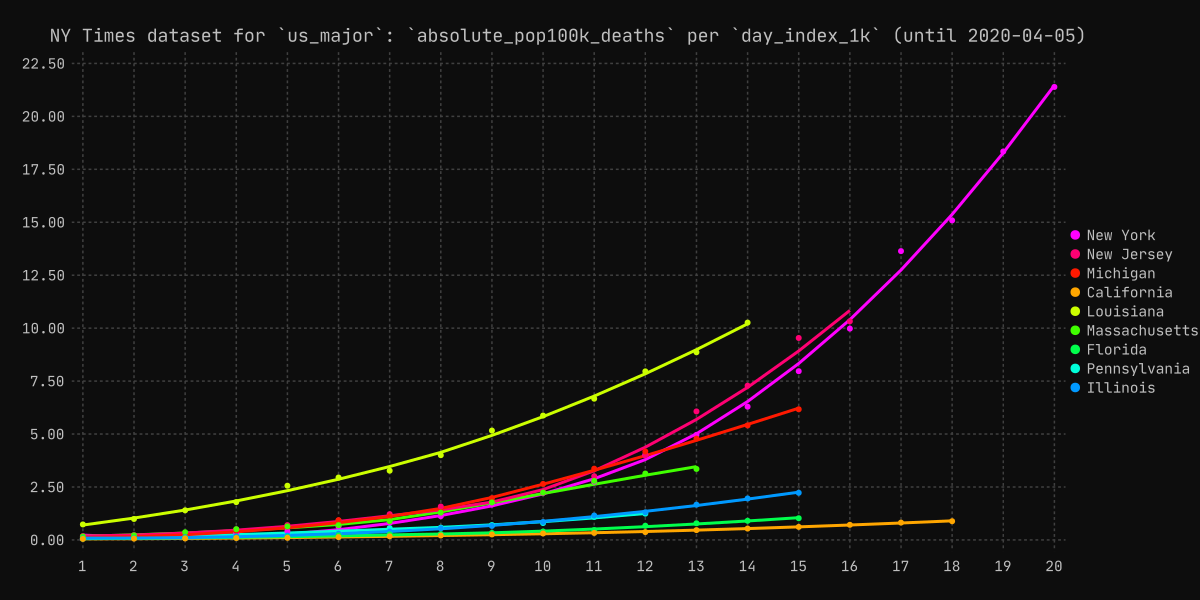 NY Times dataset for `us_major`: `absolute_pop100k_deaths` per `day_index_1k` (until 2020-04-05)
22.50
20.00
17.50
15.00
12.50
10.00
7.50
5.00
2.50
0.00
1 2 3 4 5 6 7 8 9 10 11 12 13 14 15 16 17 18 19 20
New York
New Jersey
Michigan
California
Louisiana
Massachusetts
Florida
Pennsylvania
Illinois